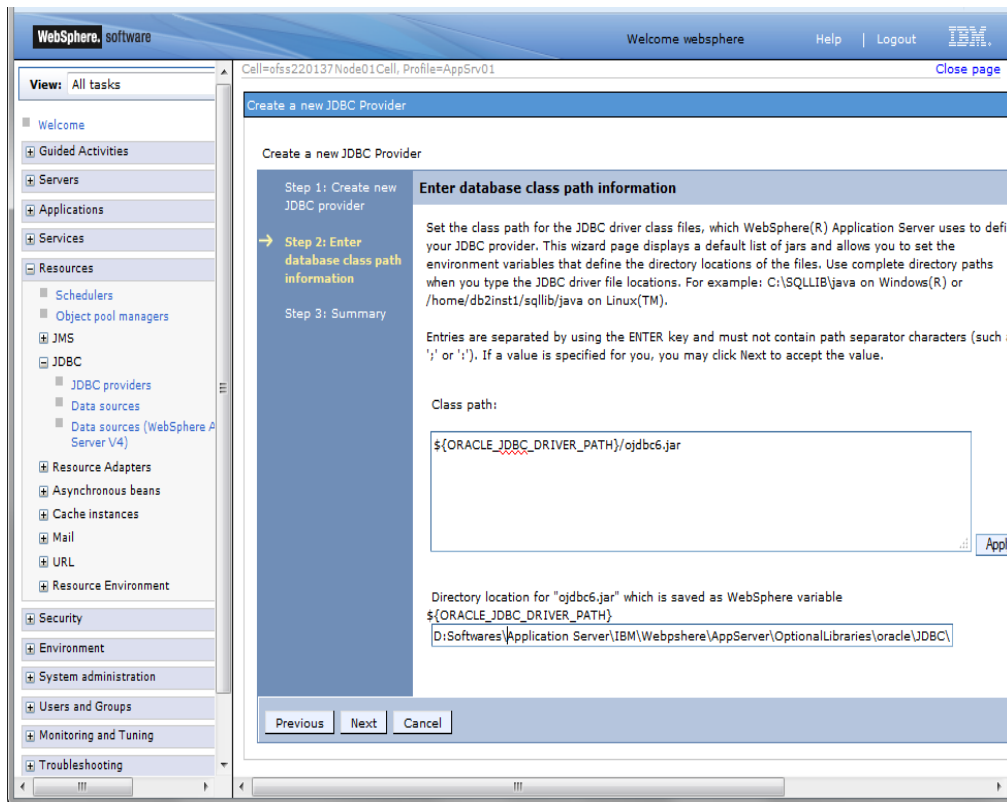 WebSphere. software
Welcome websphere
Help | Logout
IBM.
View: All tasks
Cell=ofss220137Node01Cell, Profile=AppSrv01
Close page
Welcome
Guided Activities
Servers
Applications
Services
Resources
Schedulers
Object pool managers
JMS
JDBC
JDBC providers
Data sources
Data sources (WebSphere A
Server V4)
Resource Adapters
Asynchronous beans
Cache instances
Mail
URL
Resource Environment
Security
Environment
System administration
Users and Groups
Monitoring and Tuning
Troubleshooting
Create a new JDBC Provider
Create a new JDBC Provider
Step 1: Create new
JDBC provider
Step 2: Enter
database class path
information
Step 3: Summary
Enter database class path information
Set the class path for the JDBC driver class files, which WebSphere(R) Application Server uses to defi
your JDBC provider. This wizard page displays a default list of jars and allows you to set the
environment variables that define the directory locations of the files. Use complete directory paths
when you type the JDBC driver file locations. For example: C:\SQLLIB\java on Windows(R) or
/home/db2inst1/sqllib/java on Linux(TM).
Entries are separated by using the ENTER key and must not contain path separator characters (such
';' or ':'). If a value is specified for you, you may click Next to accept the value.
Class path:
${ORACLE_JDBC_DRIVER_PATH}/ojdbc6.jar
Appl
Directory location for "ojdbc6.jar" which is saved as WebSphere variable
${ORACLE_JDBC_DRIVER_PATH}
D:Softwares\Application Server\IBM\Webpshere\AppServer\OptionalLibraries\oracle\JDBC\
Previous
Next
Cancel